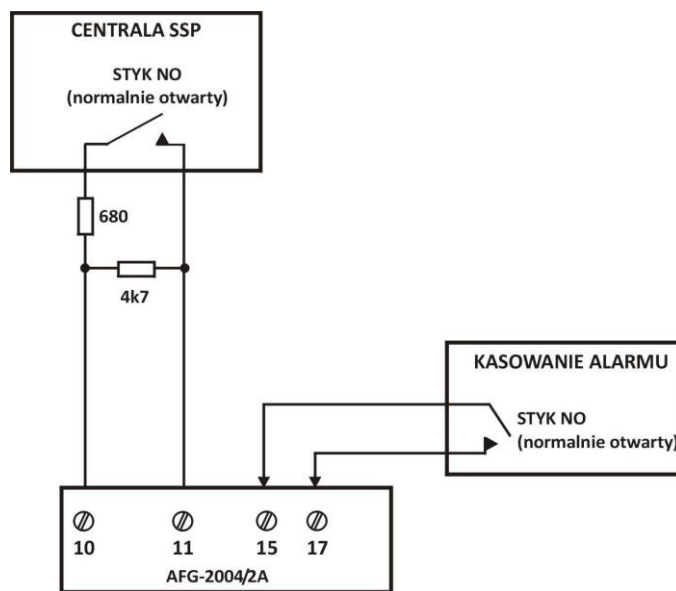 CENTRALA SSP
STYK NO
(normalnie otwarty)
680
4k7
KASOWANIE ALARMU
STYK NO
(normalnie otwarty)
10
11
15
17
AFG-2004/2A